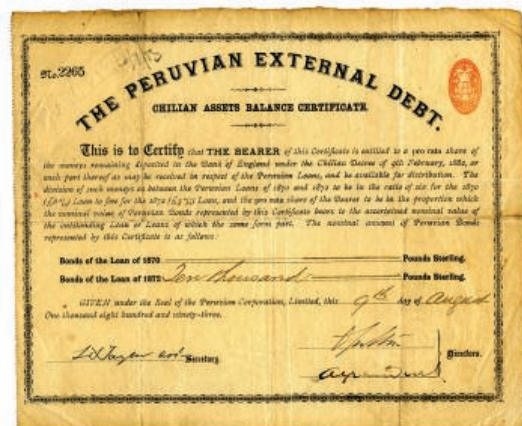 No. 2265
THE PERUVIAN EXTERNAL DEBT.
CHILIAN ASSETS BALANCE CERTIFICATE.
This is to Certify that THE BEARER of this Certificate is entitled to a pro rata share of
the moneys remaining deposited in the Bank of England under the Chilian Decree of 9th February, 1882, or
such part thereof as may be received in respect of the Peruvian Loans, and be available for distribution. The
division of such moneys as between the Peruvian Loans of 1870 and 1872 to be in the ratio of six for the 1870
Loan to five for the 1872 Loan, and the pro rata share of the Bearer to be in the proportion which
the nominal value of Peruvian Bonds represented by this Certificate bears to the ascertained nominal value of
the outstanding Loan or Loans of which the same form part. The nominal amount of Peruvian Bonds
represented by this Certificate is as follows:
Bonds of the Loan of 1870 Pounds Sterling.
Bonds of the Loan of 1872 Ten thousand Pounds Sterling.
GIVEN under the Seal of the Peruvian Corporation, Limited, this 9th day of August
One thousand eight hundred and ninety-three.
Secretary.
Directors.